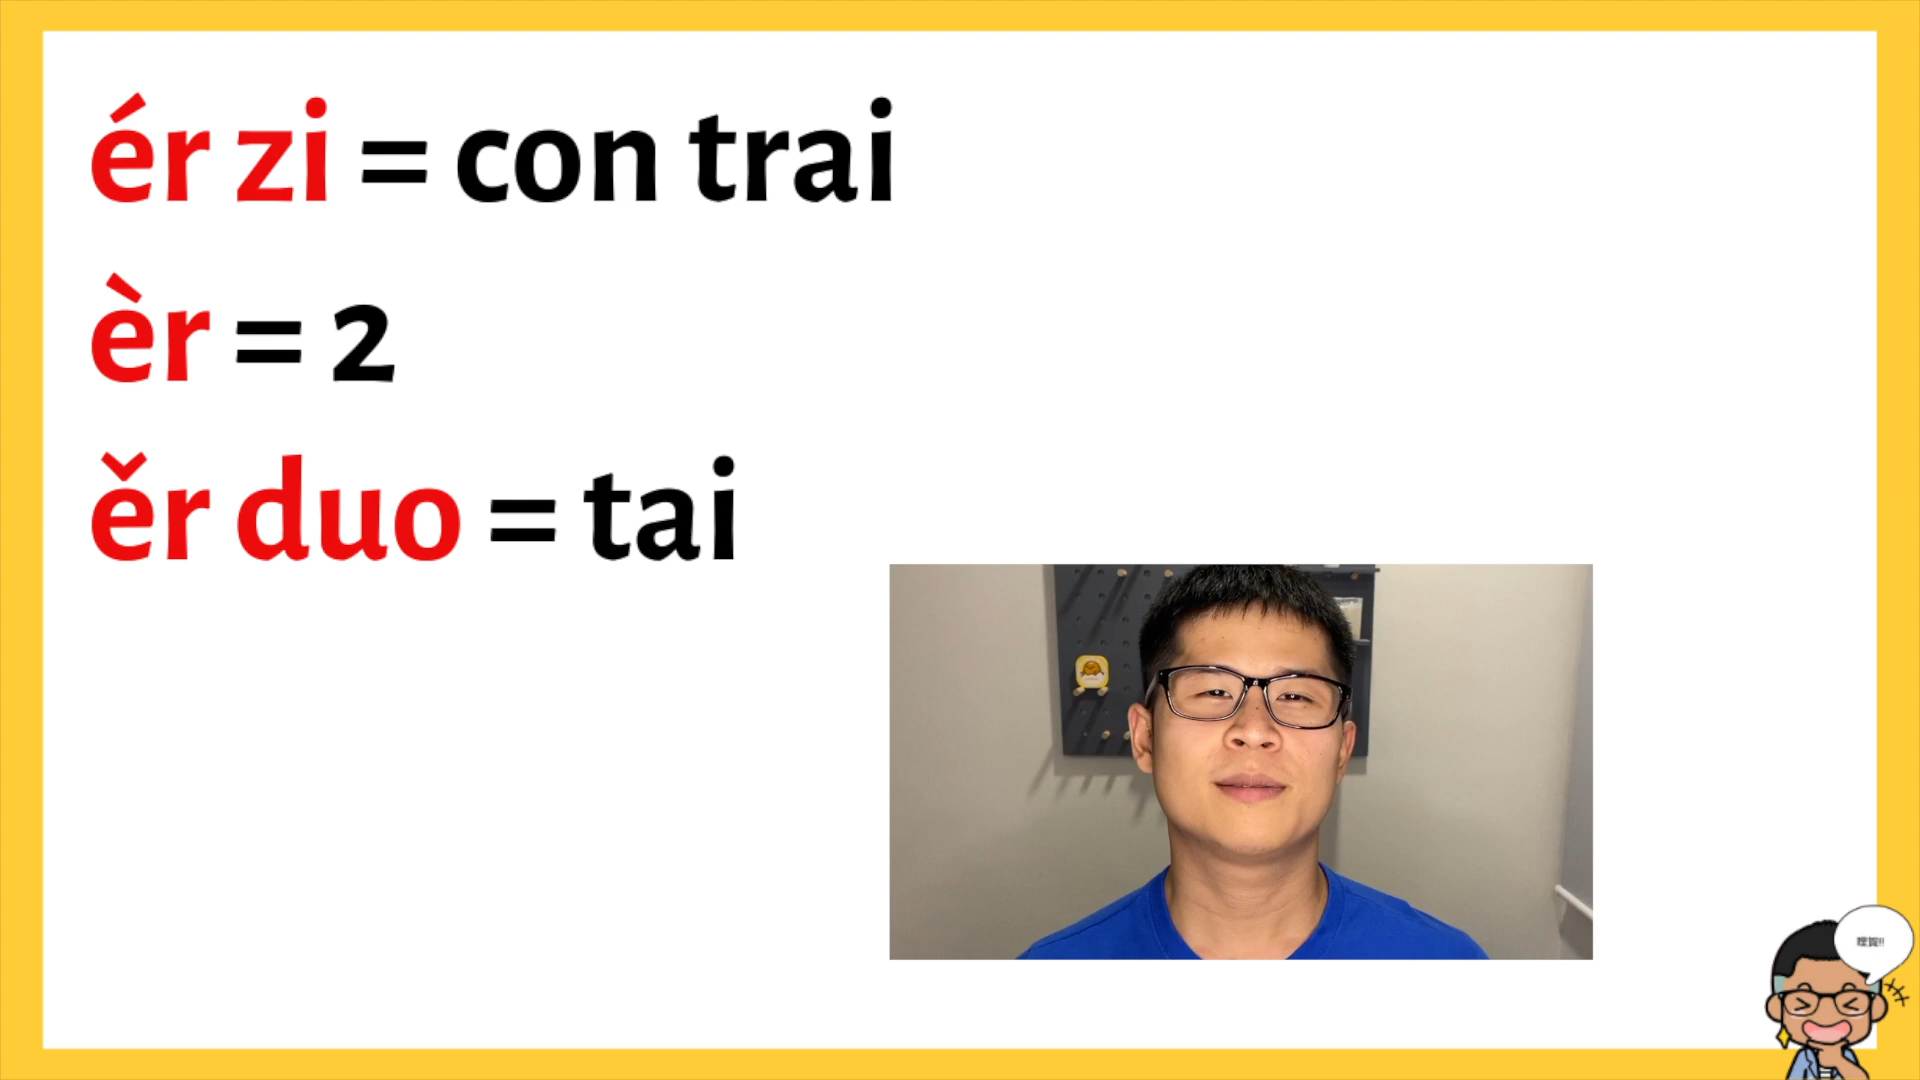 ér zi = con trai
èr = 2
ěr duo = tai